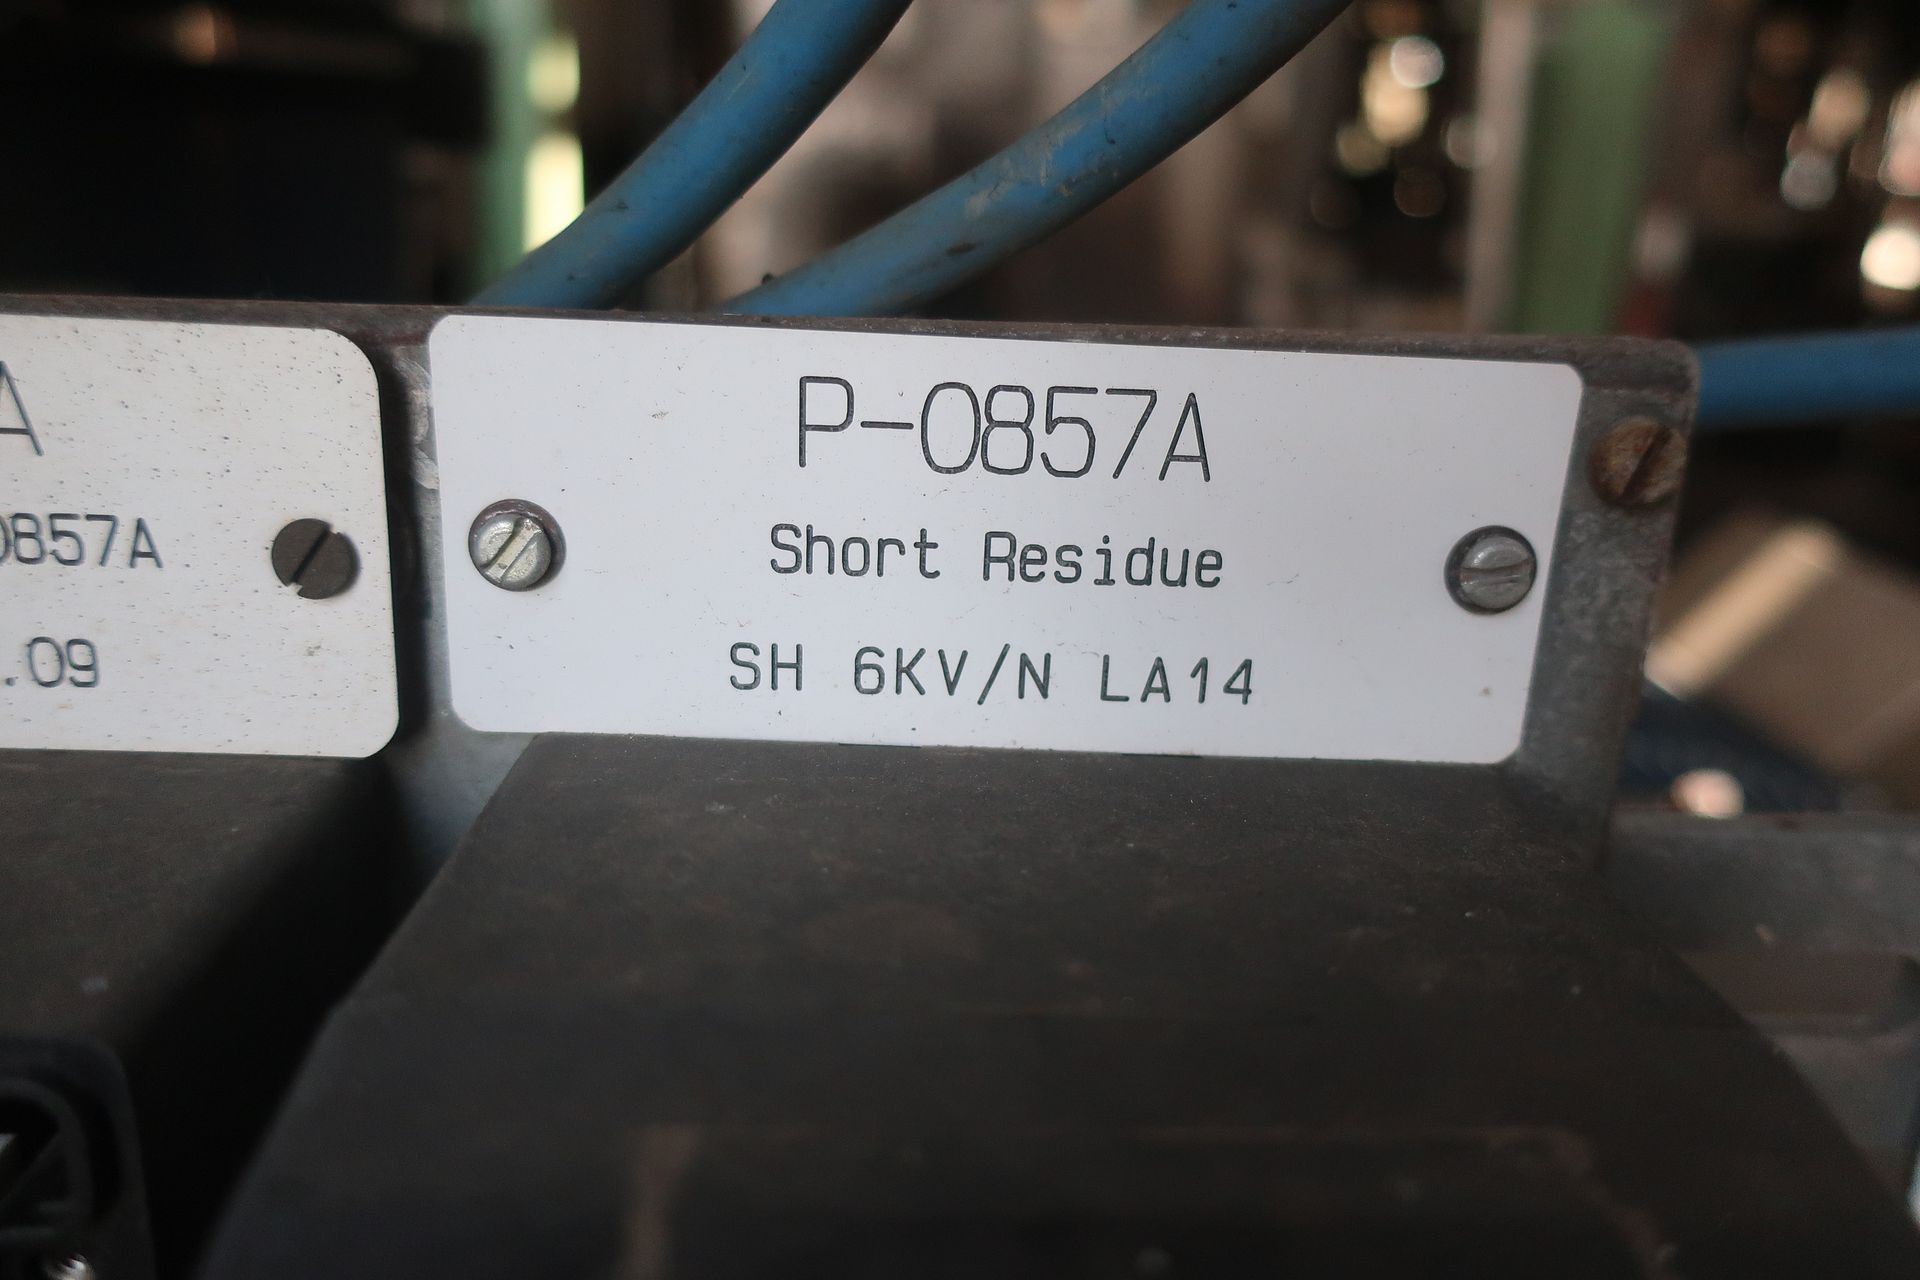 A
0857A
.09
P-0857A
Short Residue
SH 6KV/N LA14